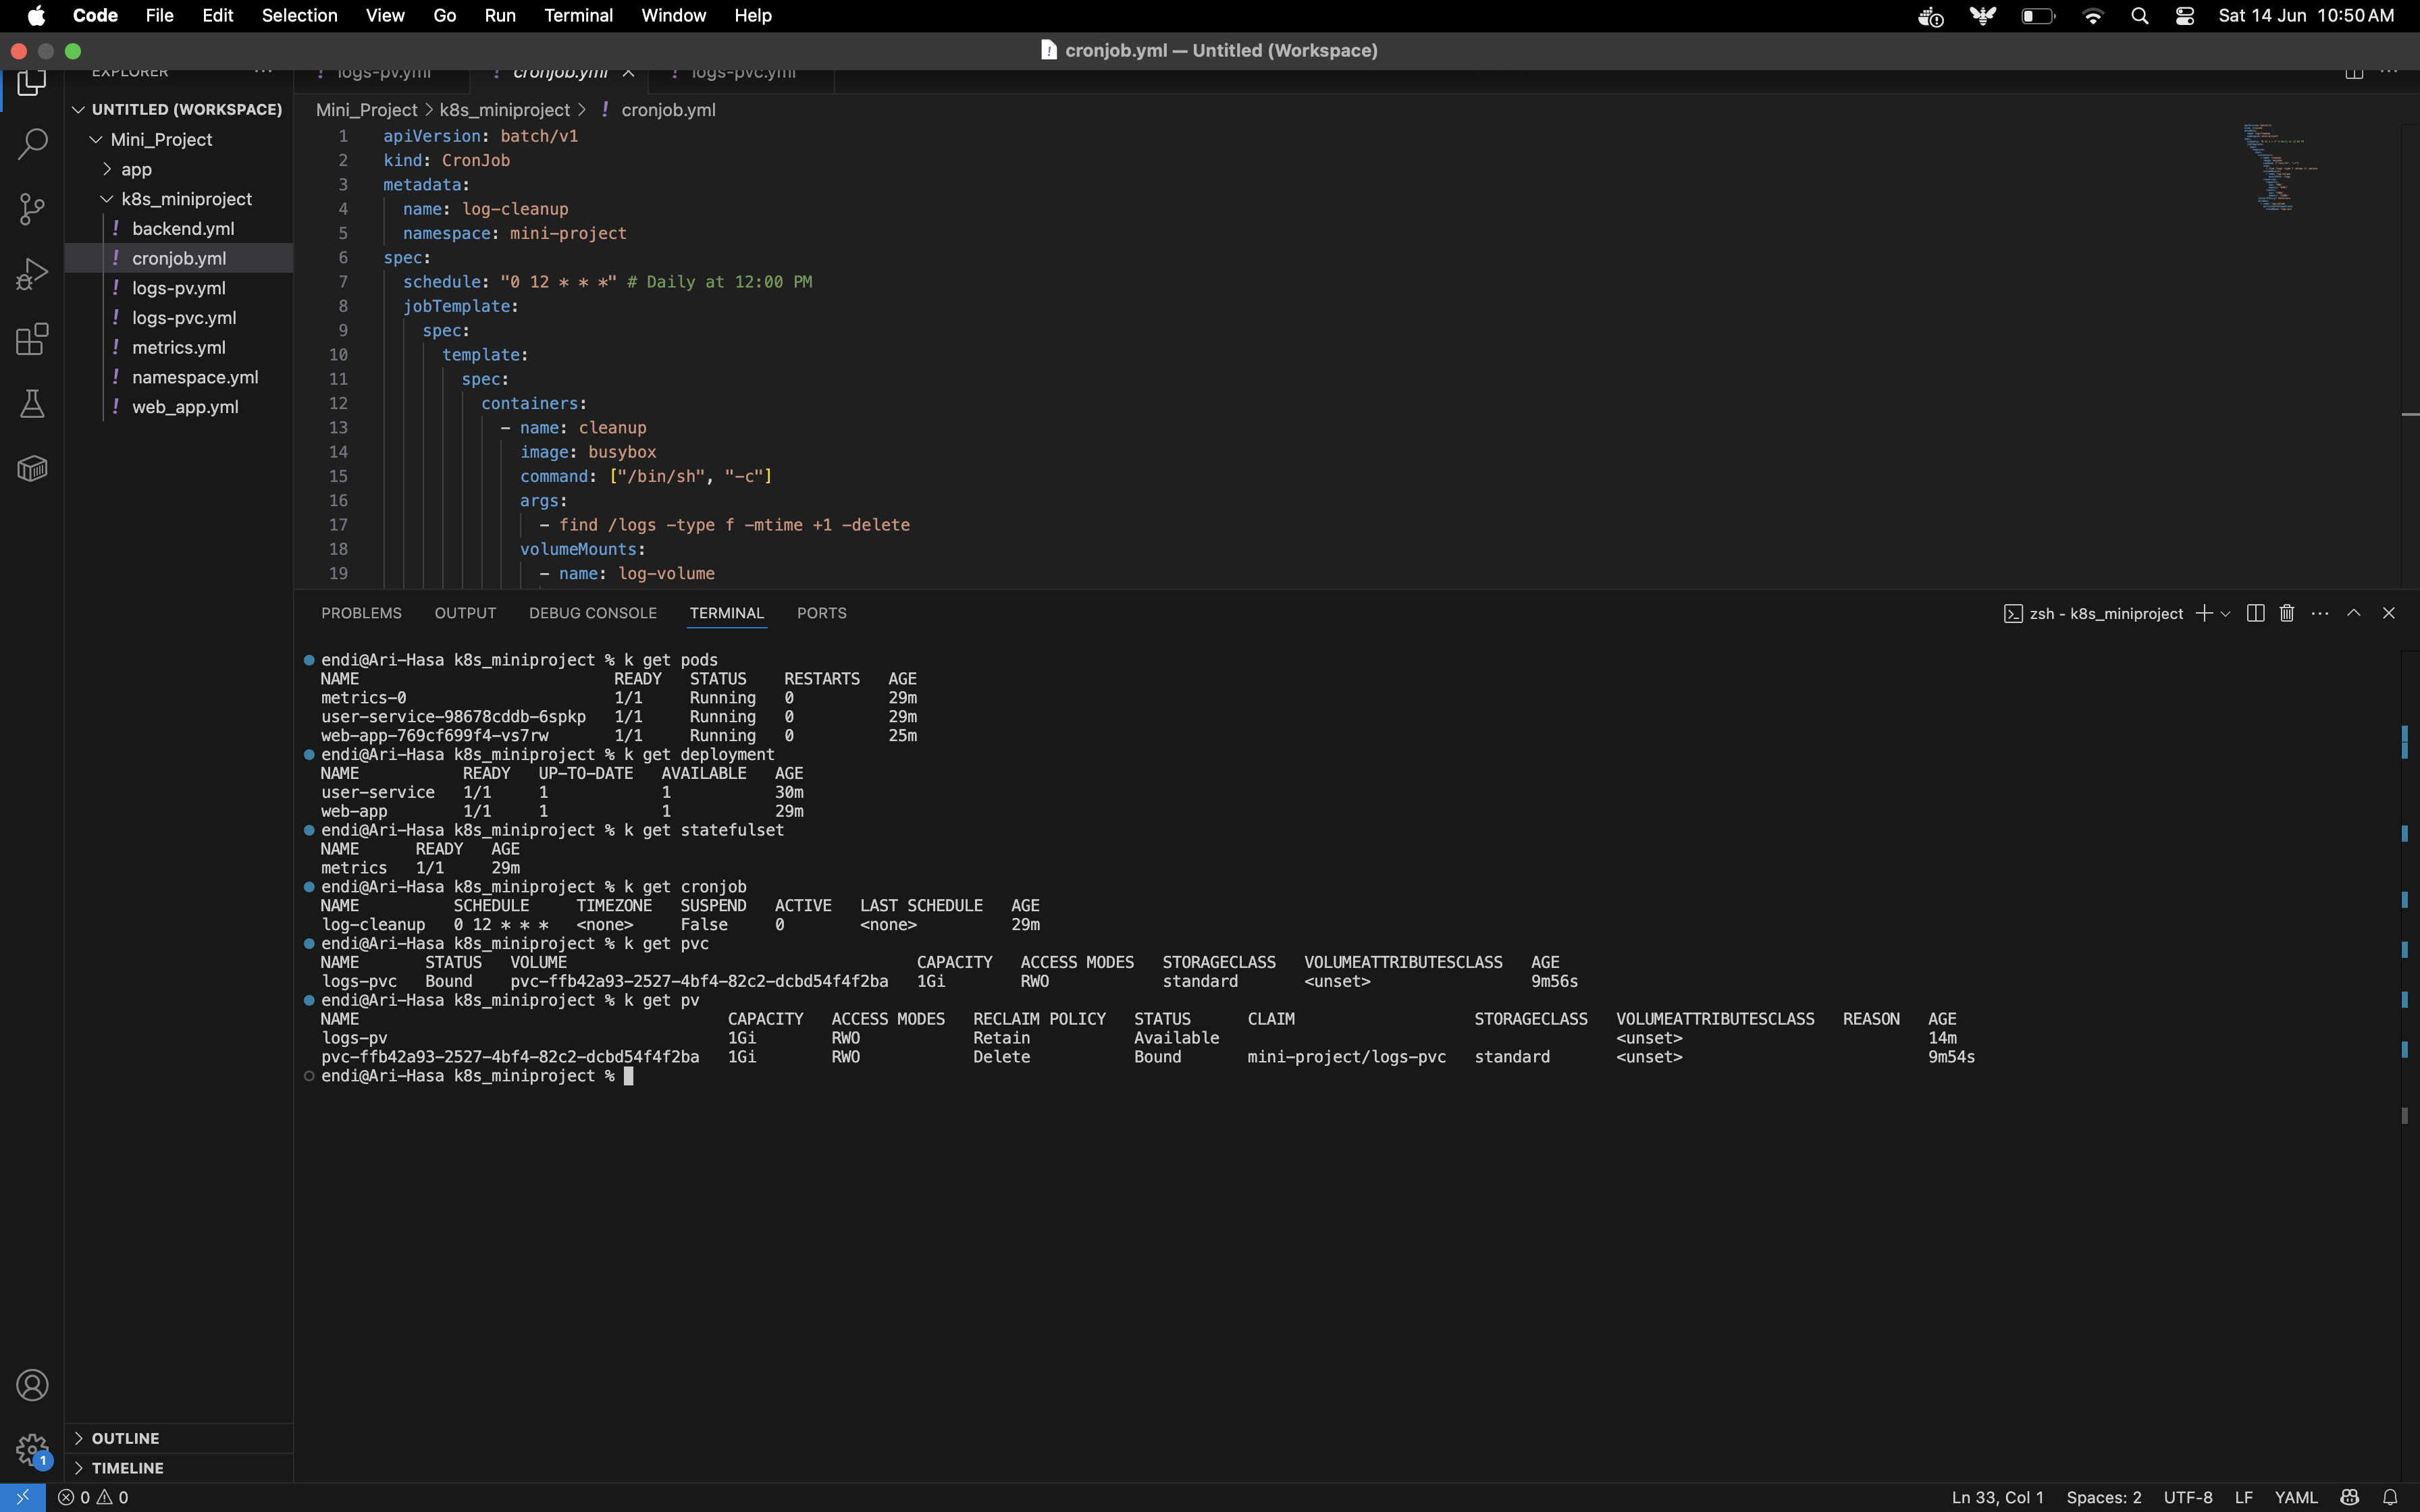 Code File Edit Selection View Go Run Terminal Window Help Sat 14 Jun 10:50 AM
! cronjob.yml — Untitled (Workspace)
EXPLORER ... ! logs-pv.yml ! cronjob.yml × ! logs-pvc.yml ...
UNTITLED (WORKSPACE)
Mini_Project
app
k8s_miniproject
! backend.yml
! cronjob.yml
! logs-pv.yml
! logs-pvc.yml
! metrics.yml
! namespace.yml
! web_app.yml
Mini_Project > k8s_miniproject > ! cronjob.yml
1 apiVersion: batch/v1
2 kind: CronJob
3 metadata:
4 name: log-cleanup
5 namespace: mini-project
6 spec:
7 schedule: "0 12 * * *" # Daily at 12:00 PM
8 jobTemplate:
9 spec:
10 template:
11 spec:
12 containers:
13 - name: cleanup
14 image: busybox
15 command: ["/bin/sh", "-c"]
16 args:
17 - find /logs -type f -mtime +1 -delete
18 volumeMounts:
19 - name: log-volume
PROBLEMS OUTPUT DEBUG CONSOLE TERMINAL PORTS zsh - k8s_miniproject
endi@Ari-Hasa k8s_miniproject % k get pods
NAME READY STATUS RESTARTS AGE
metrics-0 1/1 Running 0 29m
user-service-98678cddb-6spkp 1/1 Running 0 29m
web-app-769cf699f4-vs7rw 1/1 Running 0 25m
endi@Ari-Hasa k8s_miniproject % k get deployment
NAME READY UP-TO-DATE AVAILABLE AGE
user-service 1/1 1 1 30m
web-app 1/1 1 1 29m
endi@Ari-Hasa k8s_miniproject % k get statefulset
NAME READY AGE
metrics 1/1 29m
endi@Ari-Hasa k8s_miniproject % k get cronjob
NAME SCHEDULE TIMEZONE SUSPEND ACTIVE LAST SCHEDULE AGE
log-cleanup 0 12 * * * <none> False 0 <none> 29m
endi@Ari-Hasa k8s_miniproject % k get pvc
NAME STATUS VOLUME CAPACITY ACCESS MODES STORAGECLASS VOLUMEATTRIBUTESCLASS AGE
logs-pvc Bound pvc-ffb42a93-2527-4bf4-82c2-dcbd54f4f2ba 1Gi RWO standard <unset> 9m56s
endi@Ari-Hasa k8s_miniproject % k get pv
NAME CAPACITY ACCESS MODES RECLAIM POLICY STATUS CLAIM STORAGECLASS VOLUMEATTRIBUTESCLASS REASON AGE
logs-pv 1Gi RWO Retain Available <unset> 14m
pvc-ffb42a93-2527-4bf4-82c2-dcbd54f4f2ba 1Gi RWO Delete Bound mini-project/logs-pvc standard <unset> 9m54s
endi@Ari-Hasa k8s_miniproject %
OUTLINE
1
TIMELINE
0 0 Ln 33, Col 1 Spaces: 2 UTF-8 LF YAML